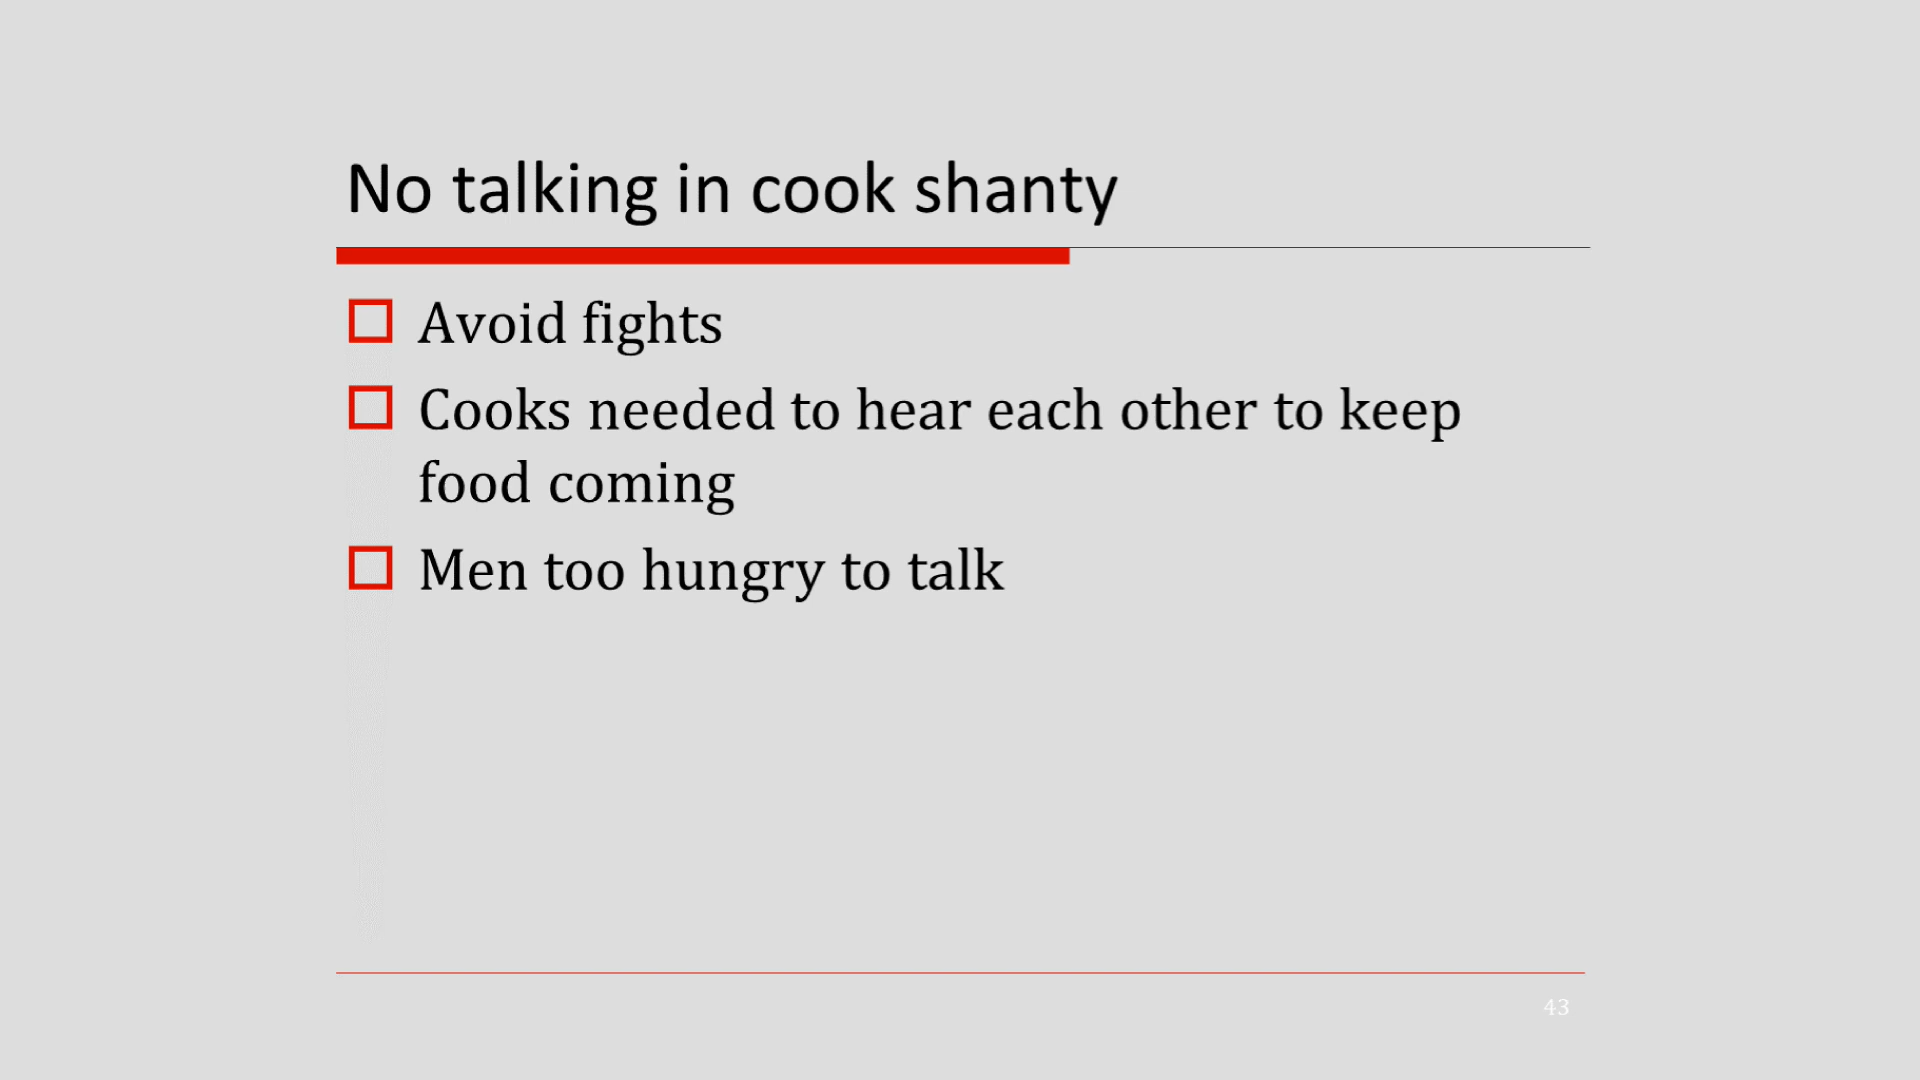 No talking in cook shanty
Avoid fights
Cooks needed to hear each other to keep
food coming
Men too hungry to talk
43